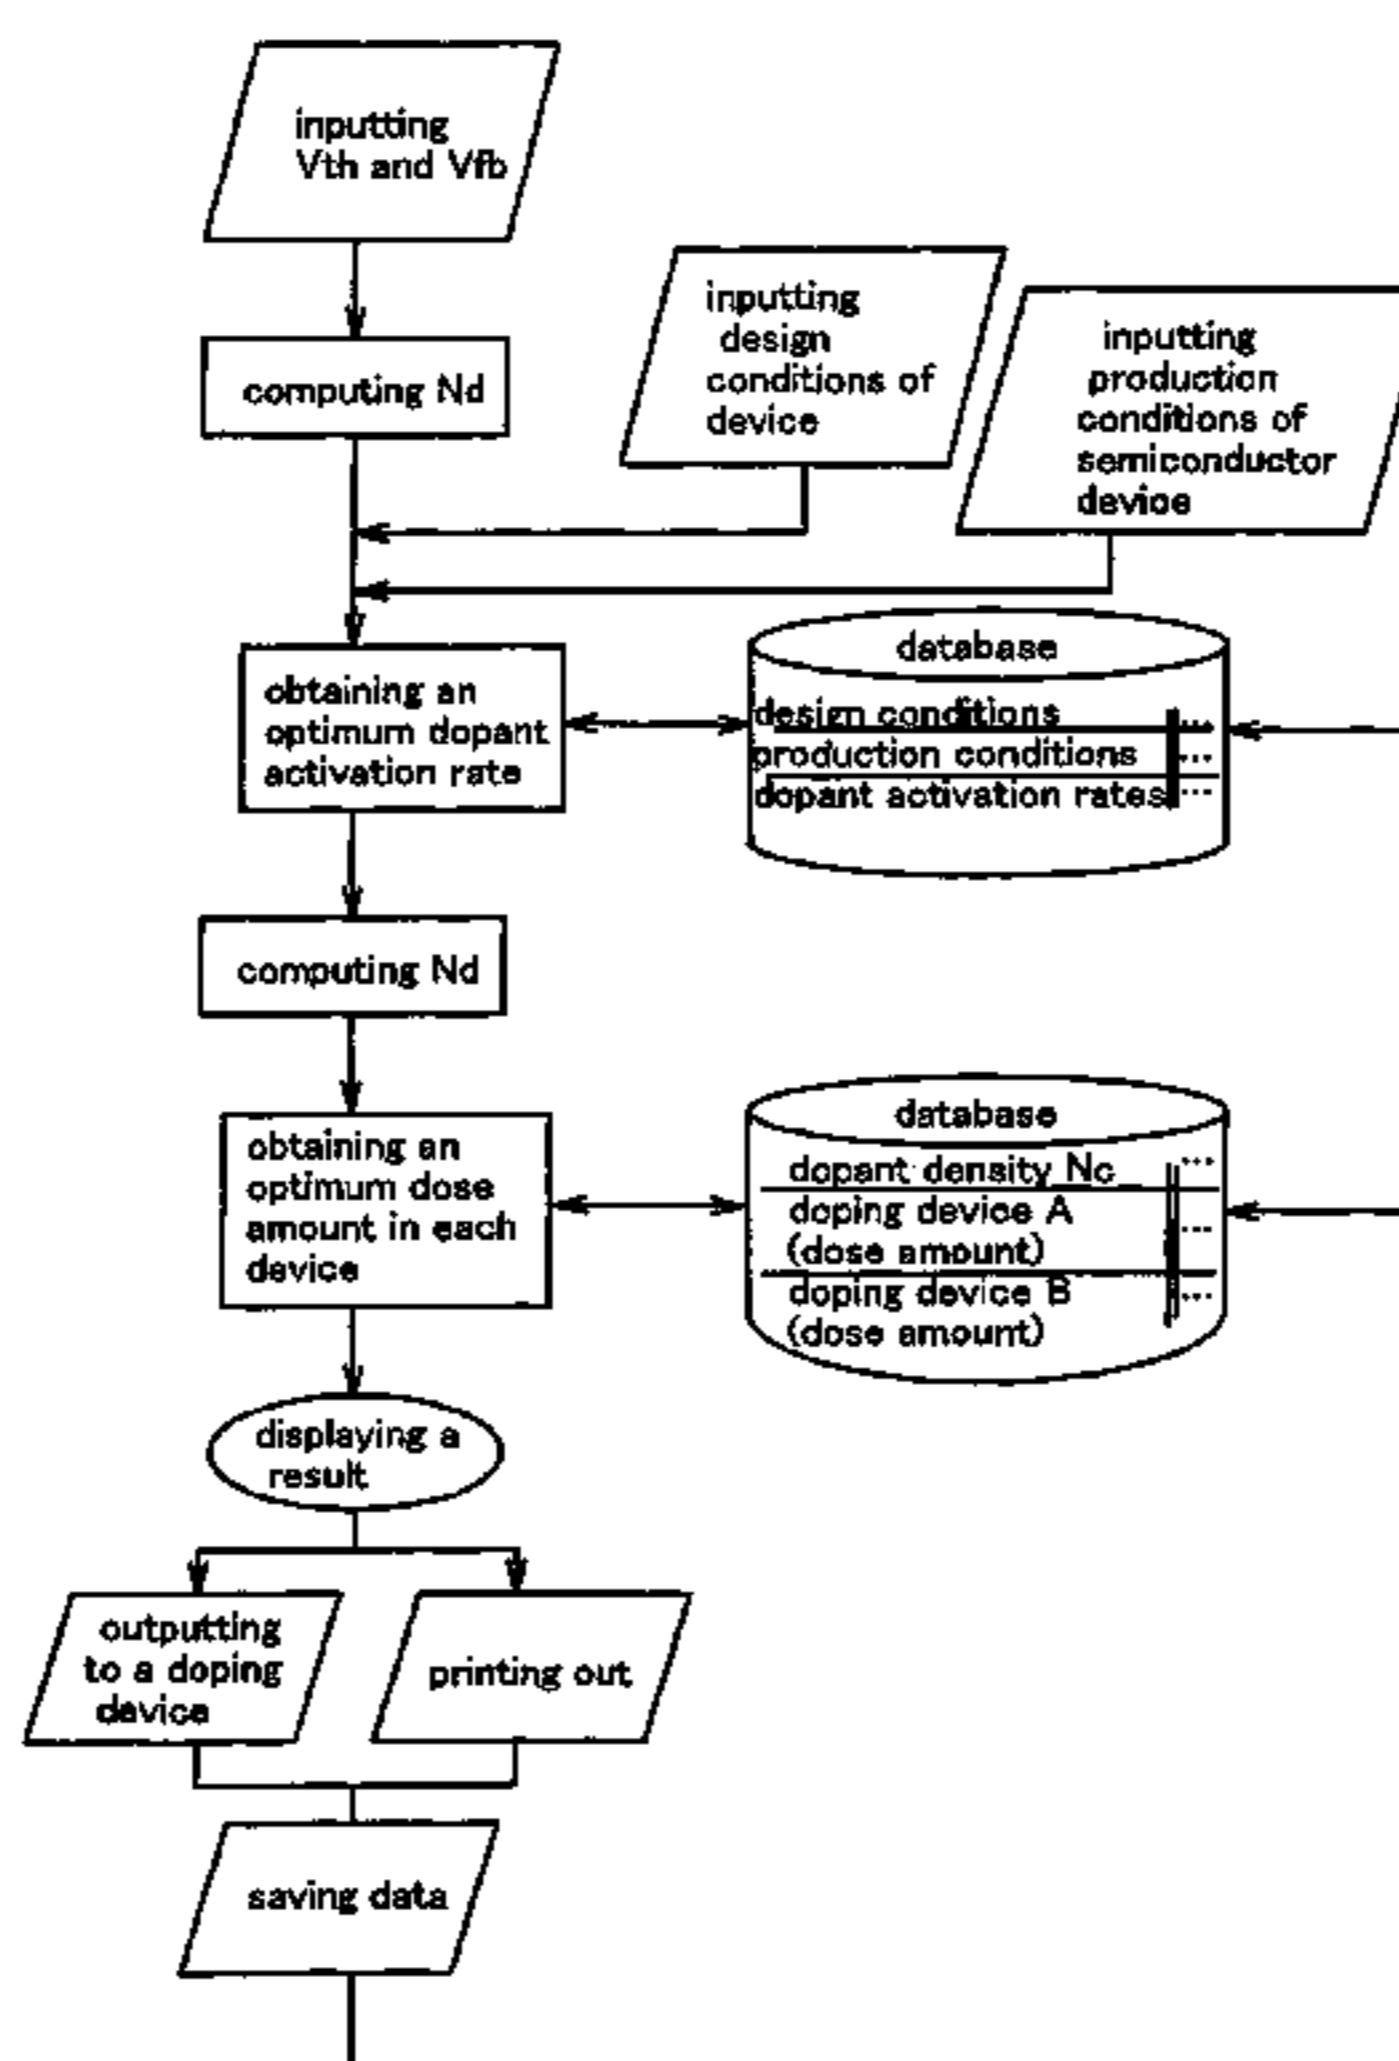 inputting
Vth and Vfb
computing Nd
inputting
design
conditions of
device
inputting
production
conditions of
semiconductor
device
obtaining an
optimum dopant
activation rate
database
design conditions ...
production conditions ...
dopant activation rates ...
computing Nd
obtaining an
optimum dose
amount in each
device
database
dopant density Nc ...
doping device A
(dose amount) ...
doping device B ...
(dose amount)
displaying a
result
outputting
to a doping
device
printing out
saving data